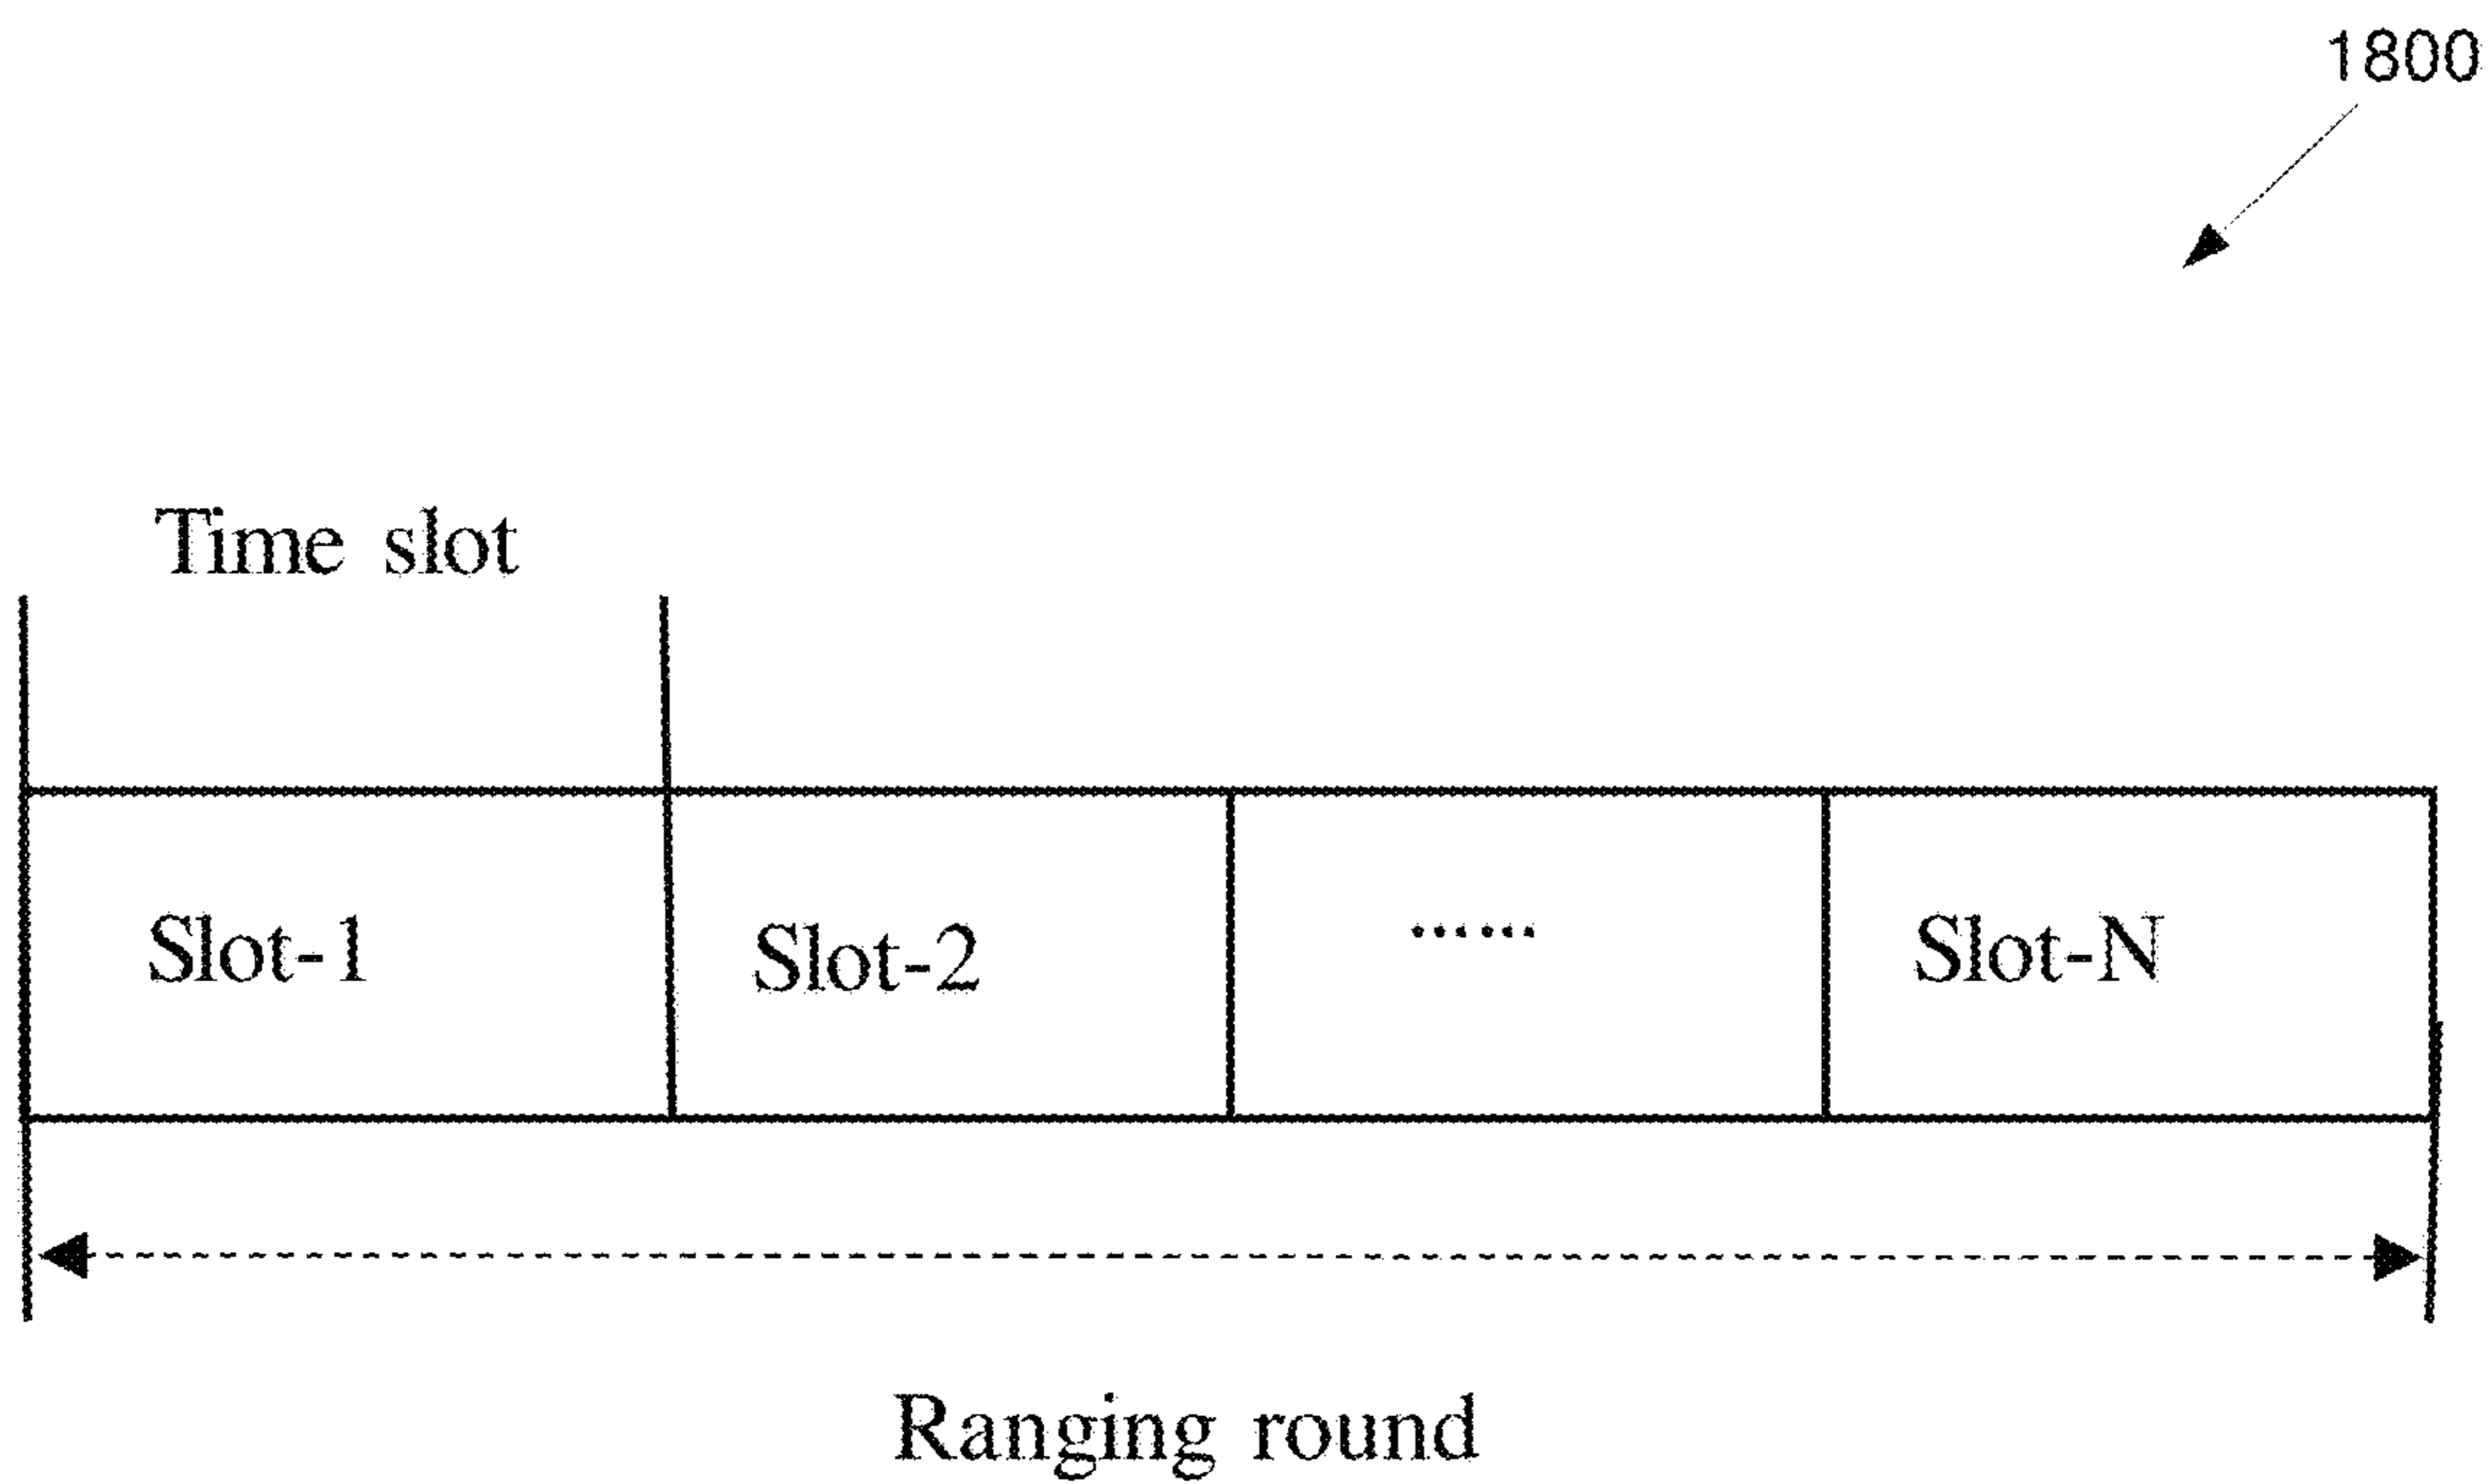 1800
Time slot
Slot-1
Slot-2
......
Slot-N
Ranging round